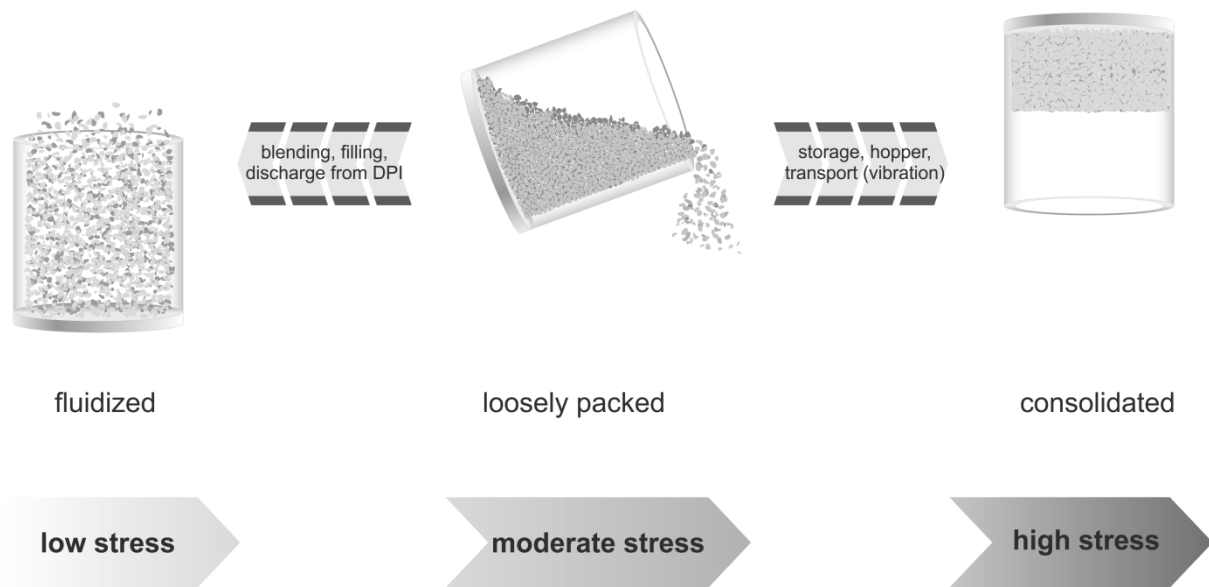 blending, filling,
discharge from DPI
storage, hopper,
transport (vibration)
fluidized
loosely packed
consolidated
low stress
moderate stress
high stress